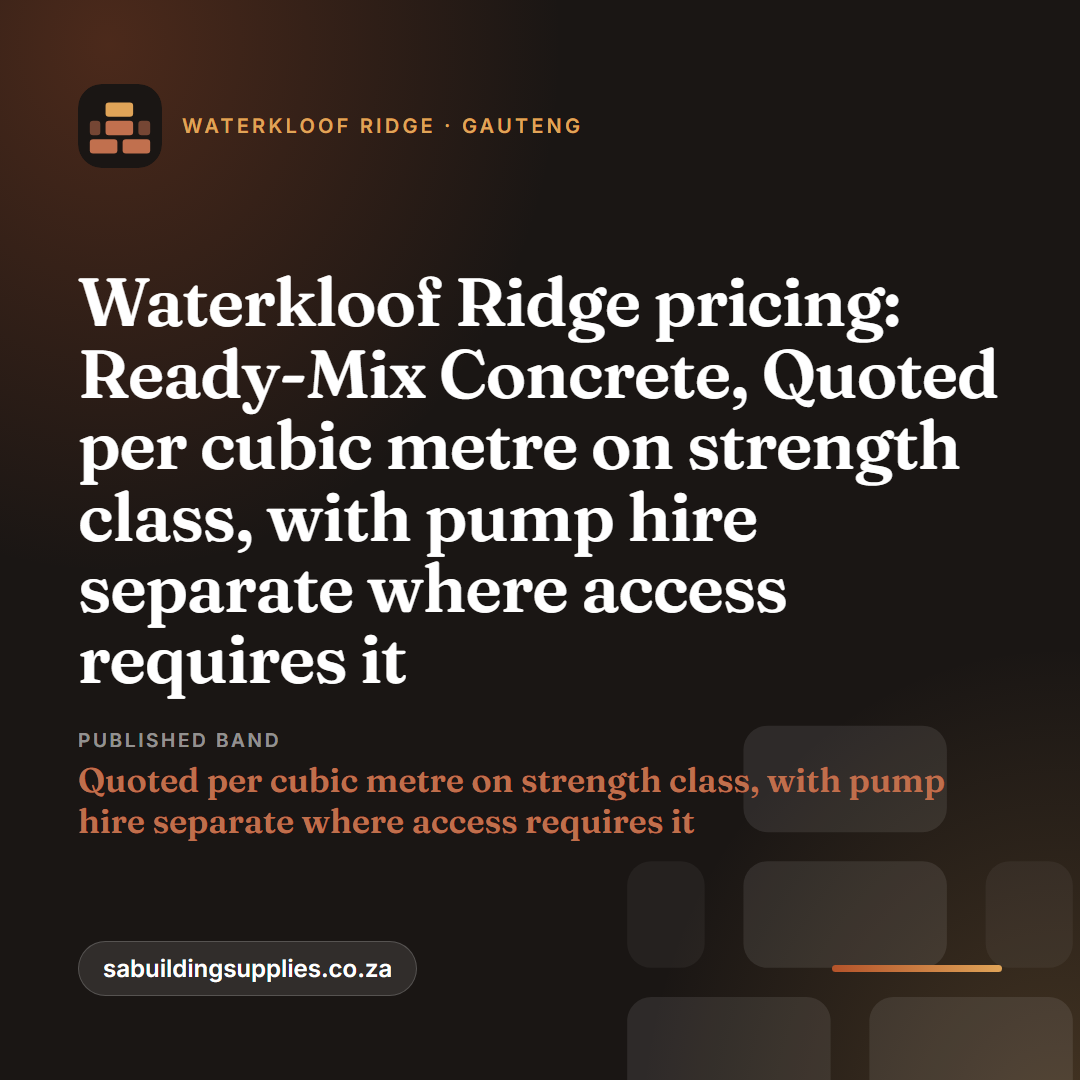 WATERKLOOF RIDGE · GAUTENG
Waterkloof Ridge pricing:
Ready-Mix Concrete, Quoted
per cubic metre on strength
class, with pump hire
separate where access
requires it
PUBLISHED BAND
Quoted per cubic metre on strength class, with pump
hire separate where access requires it
sabuildingsupplies.co.za